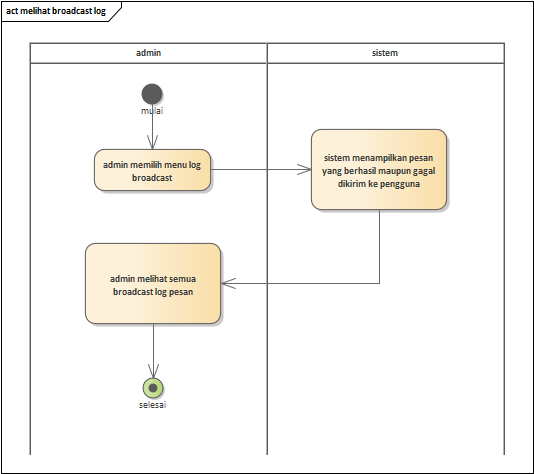 act melihat broadcast log
admin
sistem
mulai
admin memilih menu log
broadcast
sistem menampilkan pesan
yang berhasil maupun gagal
dikirim ke pengguna
admin melihat semua
broadcast log pesan
selesai